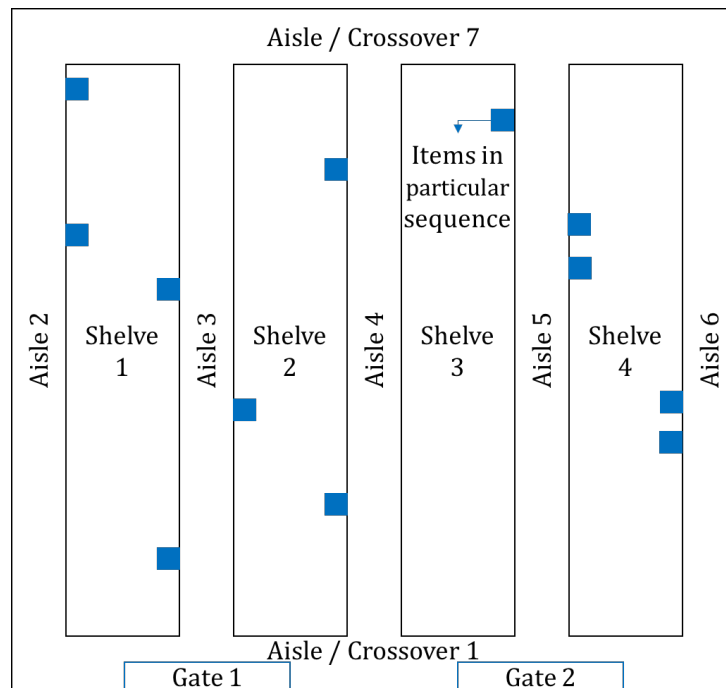 Aisle / Crossover 7
Items in
particular
sequence
Aisle 2
Shelve
1
Aisle 3
Shelve
2
Aisle 4
Shelve
3
Aisle 5
Shelve
4
Aisle 6
Aisle / Crossover 1
Gate 1
Gate 2